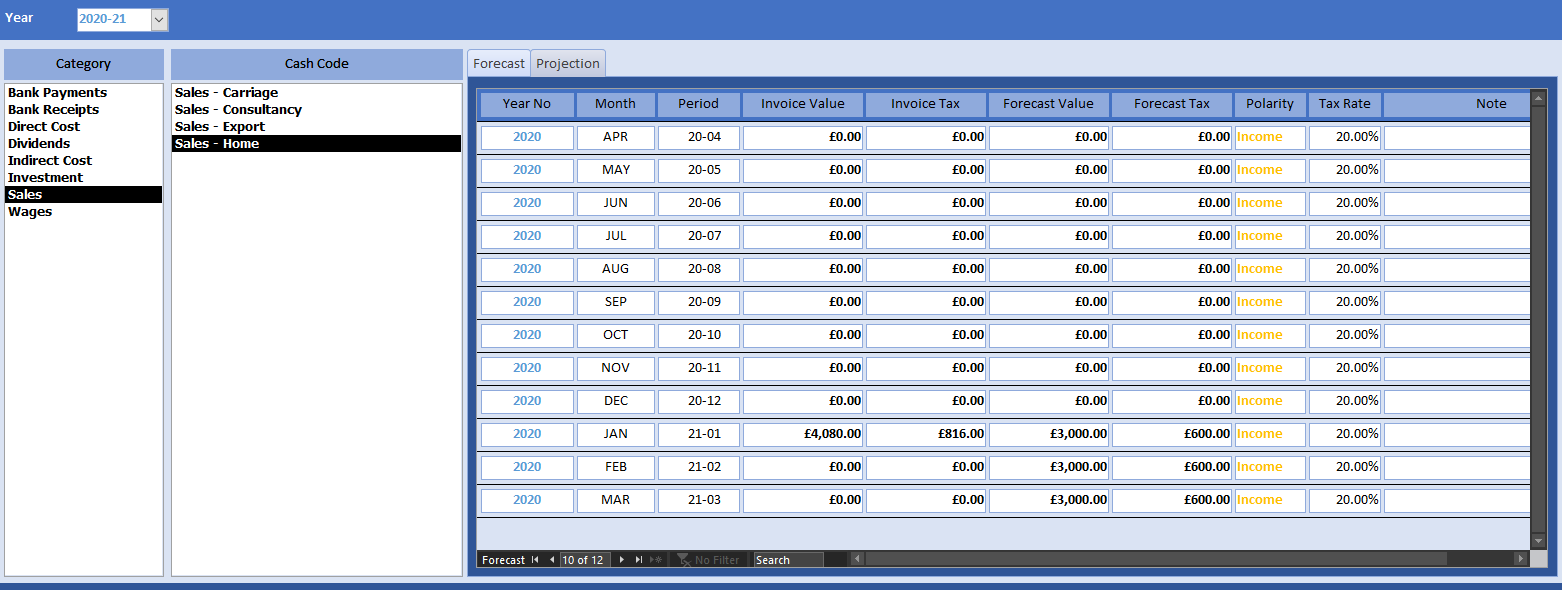 Year 2020-21
Category
Bank Payments
Bank Receipts
Direct Cost
Dividends
Indirect Cost
Investment
Sales
Wages
Cash Code
Sales - Carriage
Sales - Consultancy
Sales - Export
Sales - Home
Forecast Projection
Year No Month Period Invoice Value Invoice Tax Forecast Value Forecast Tax Polarity Tax Rate Note
2020 APR 20-04 £0.00 £0.00 £0.00 £0.00 Income 20.00%
2020 MAY 20-05 £0.00 £0.00 £0.00 £0.00 Income 20.00%
2020 JUN 20-06 £0.00 £0.00 £0.00 £0.00 Income 20.00%
2020 JUL 20-07 £0.00 £0.00 £0.00 £0.00 Income 20.00%
2020 AUG 20-08 £0.00 £0.00 £0.00 £0.00 Income 20.00%
2020 SEP 20-09 £0.00 £0.00 £0.00 £0.00 Income 20.00%
2020 OCT 20-10 £0.00 £0.00 £0.00 £0.00 Income 20.00%
2020 NOV 20-11 £0.00 £0.00 £0.00 £0.00 Income 20.00%
2020 DEC 20-12 £0.00 £0.00 £0.00 £0.00 Income 20.00%
2020 JAN 21-01 £4,080.00 £816.00 £3,000.00 £600.00 Income 20.00%
2020 FEB 21-02 £0.00 £0.00 £3,000.00 £600.00 Income 20.00%
2020 MAR 21-03 £0.00 £0.00 £3,000.00 £600.00 Income 20.00%
Forecast 10 of 12 No Filter Search